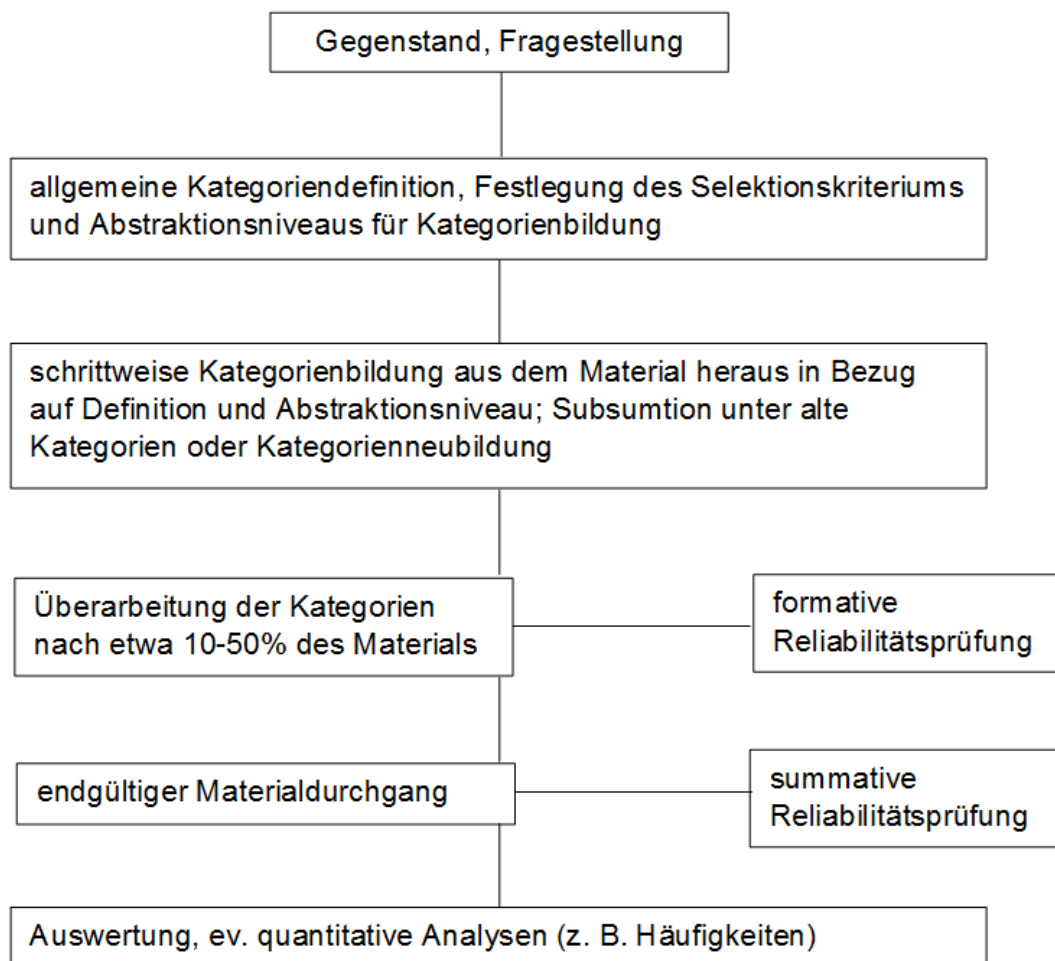 Gegenstand, Fragestellung
allgemeine Kategoriendefinition, Festlegung des Selektionskriteriums
und Abstraktionsniveaus für Kategorienbildung
schrittweise Kategorienbildung aus dem Material heraus in Bezug
auf Definition und Abstraktionsniveau; Subsumtion unter alte
Kategorien oder Kategorienneubildung
Überarbeitung der Kategorien
nach etwa 10-50% des Materials
formative
Reliabilitätsprüfung
endgültiger Materialdurchgang
summative
Reliabilitätsprüfung
Auswertung, ev. quantitative Analysen (z. B. Häufigkeiten)